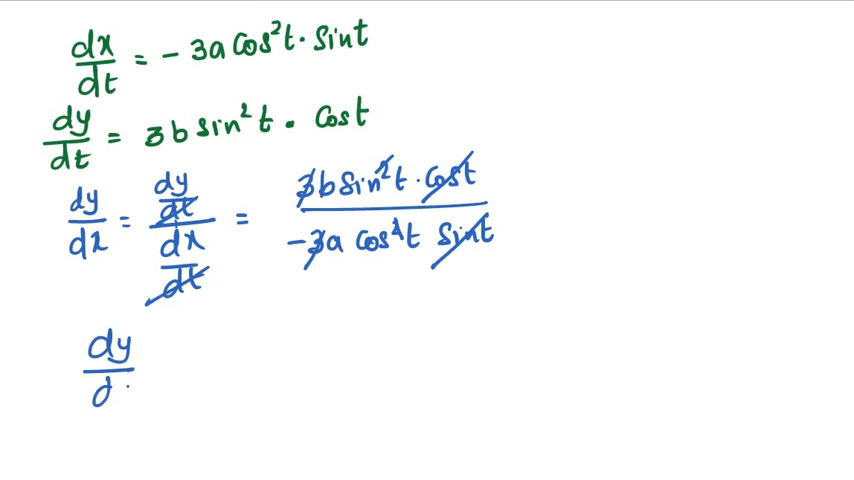 dx/dt = - 3a cos²t · sint
dy/dt = 3b sin²t · cost
dy/dx = (dy/dt)/(dx/dt) = (3b sin²t · cost)/(-3a cos²t sint)
dy/d